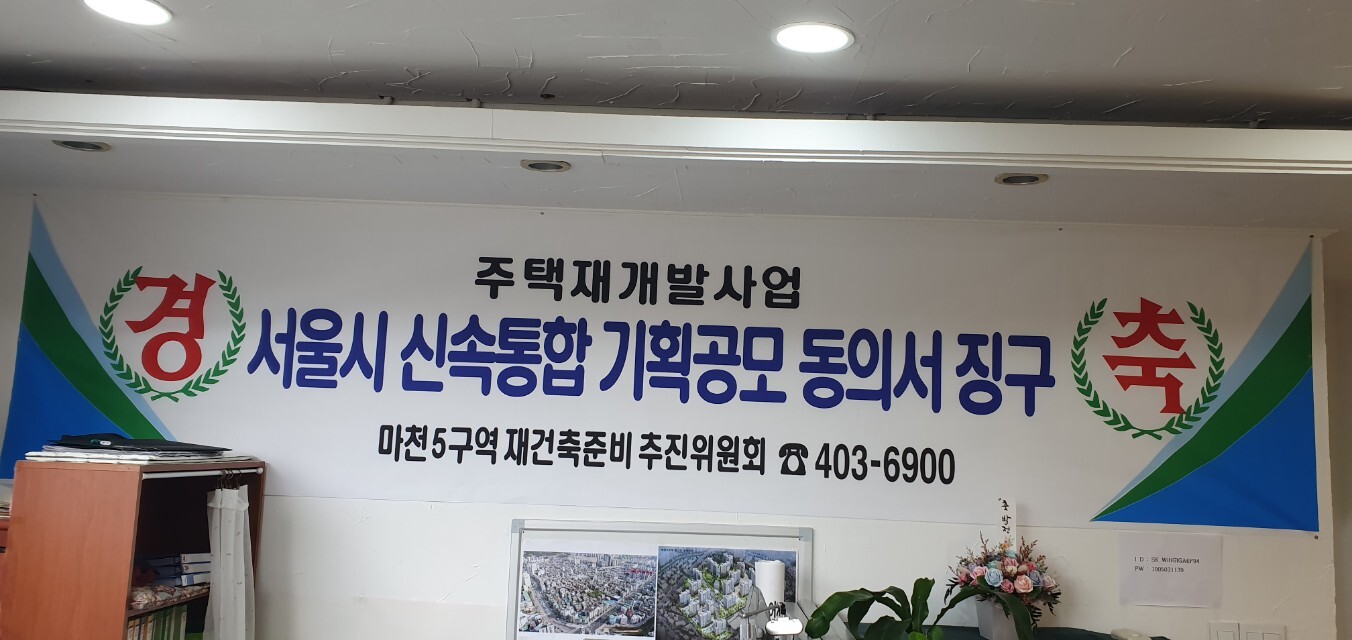 주택재개발사업
경 서울시 신속통합 기획공모 동의서 징구 축
마천5구역 재건축준비 추진위원회 ☎ 403-6900